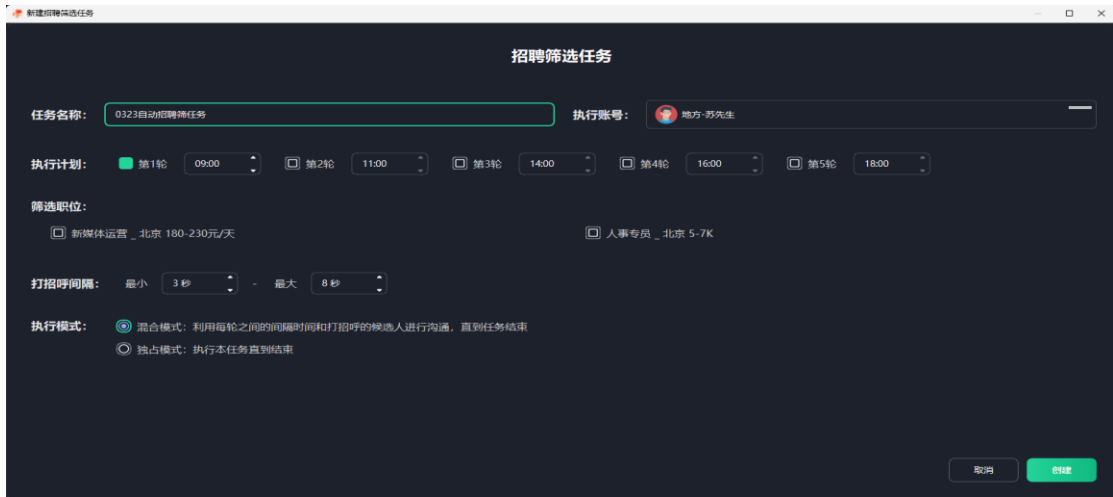 新建招聘筛选任务
招聘筛选任务
任务名称： 0323自动招聘筛任务 执行账号： 地方-苏先生
执行计划： 第1轮 09:00 第2轮 11:00 第3轮 14:00 第4轮 16:00 第5轮 18:00
筛选职位：
新媒体运营 _ 北京 180-230元/天 人事专员 _ 北京 5-7K
打招呼间隔： 最小 3 秒 - 最大 8 秒
执行模式： 混合模式：利用每轮之间的间隔时间和打招呼的候选人进行沟通，直到任务结束
独占模式：执行本任务直到结束
取消 创建